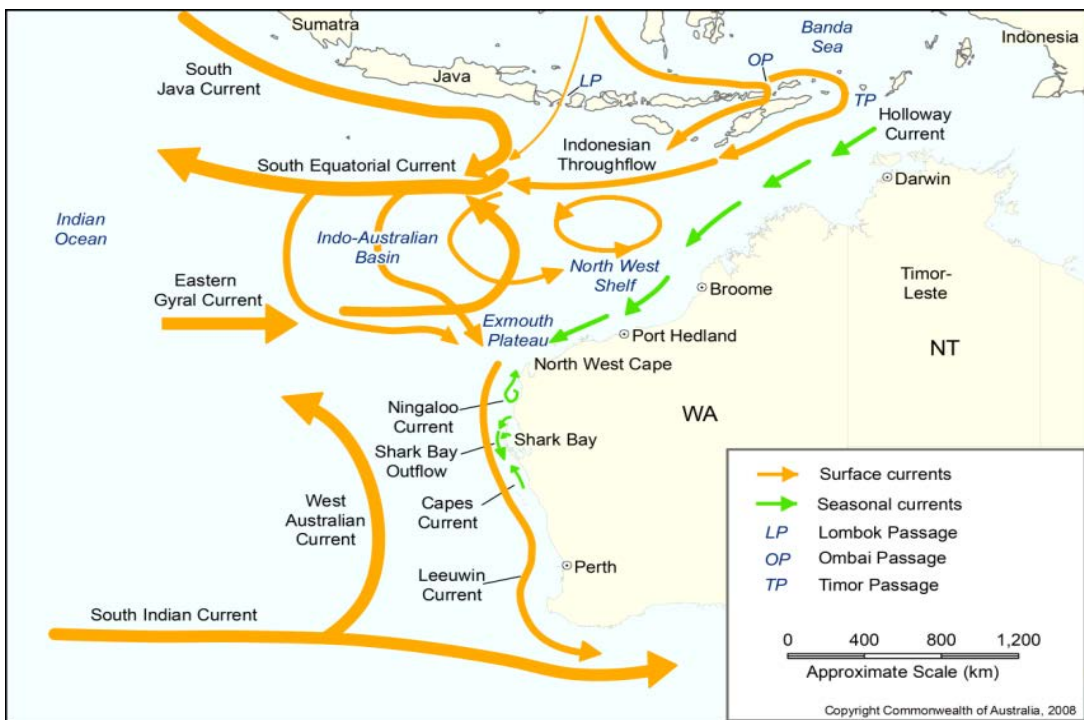 Sumatra
Banda
Sea
Indonesia
South
Java Current
Java
LP
OP
TP
Holloway
Current
Indonesian
Throughflow
South Equatorial Current
Darwin
Indian
Ocean
Indo-Australian
Basin
North West
Shelf
Eastern
Gyral Current
Broome
Timor-
Leste
Exmouth
Plateau
Port Hedland
NT
North West Cape
Ningaloo
Current
WA
Shark Bay
Shark Bay
Outflow
Capes
Current
West
Australian
Current
Leeuwin
Current
Perth
South Indian Current
Surface currents
Seasonal currents
LP Lombok Passage
OP Ombai Passage
TP Timor Passage
0 400 800 1,200
Approximate Scale (km)
Copyright Commonwealth of Australia, 2008